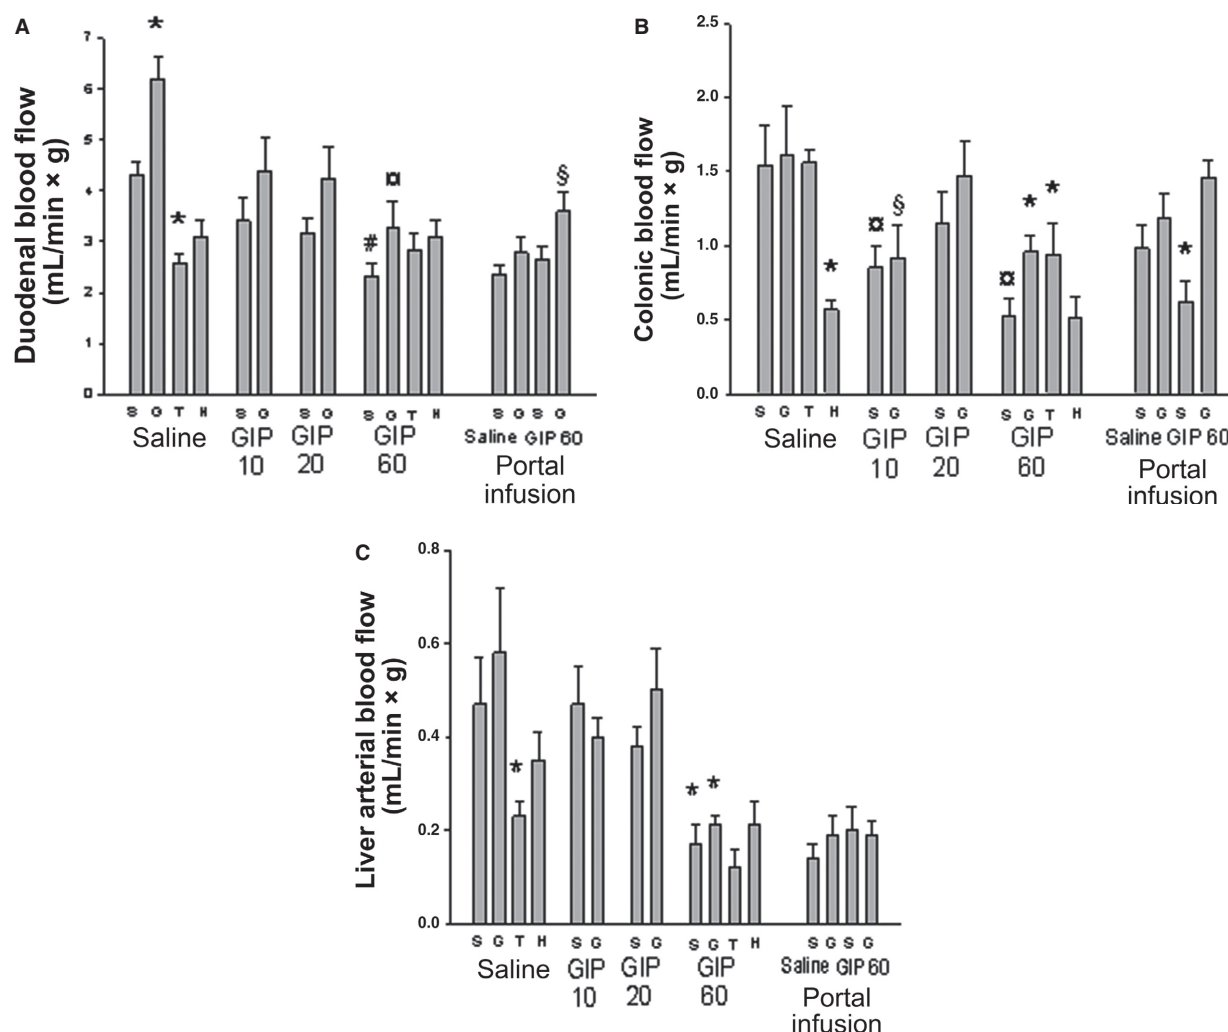 A
Duodenal blood flow
(mL/min × g)
7
6
5
4
3
2
1
0
*
*
#
¤
§
S G T H S G S G S G T H S G S G
Saline GIP GIP GIP Saline GIP 60
10 20 60 Portal
infusion
B
Colonic blood flow
(mL/min × g)
2.5
2.0
1.5
1.0
0.5
0.0
*
¤
§
¤
*
*
*
S G T H S G S G S G T H S G S G
Saline GIP GIP GIP Saline GIP 60
10 20 60 Portal
infusion
C
Liver arterial blood flow
(mL/min × g)
0.8
0.6
0.4
0.2
0.0
*
*
*
S G T H S G S G S G T H S G S G
Saline GIP GIP GIP Saline GIP 60
10 20 60 Portal
infusion